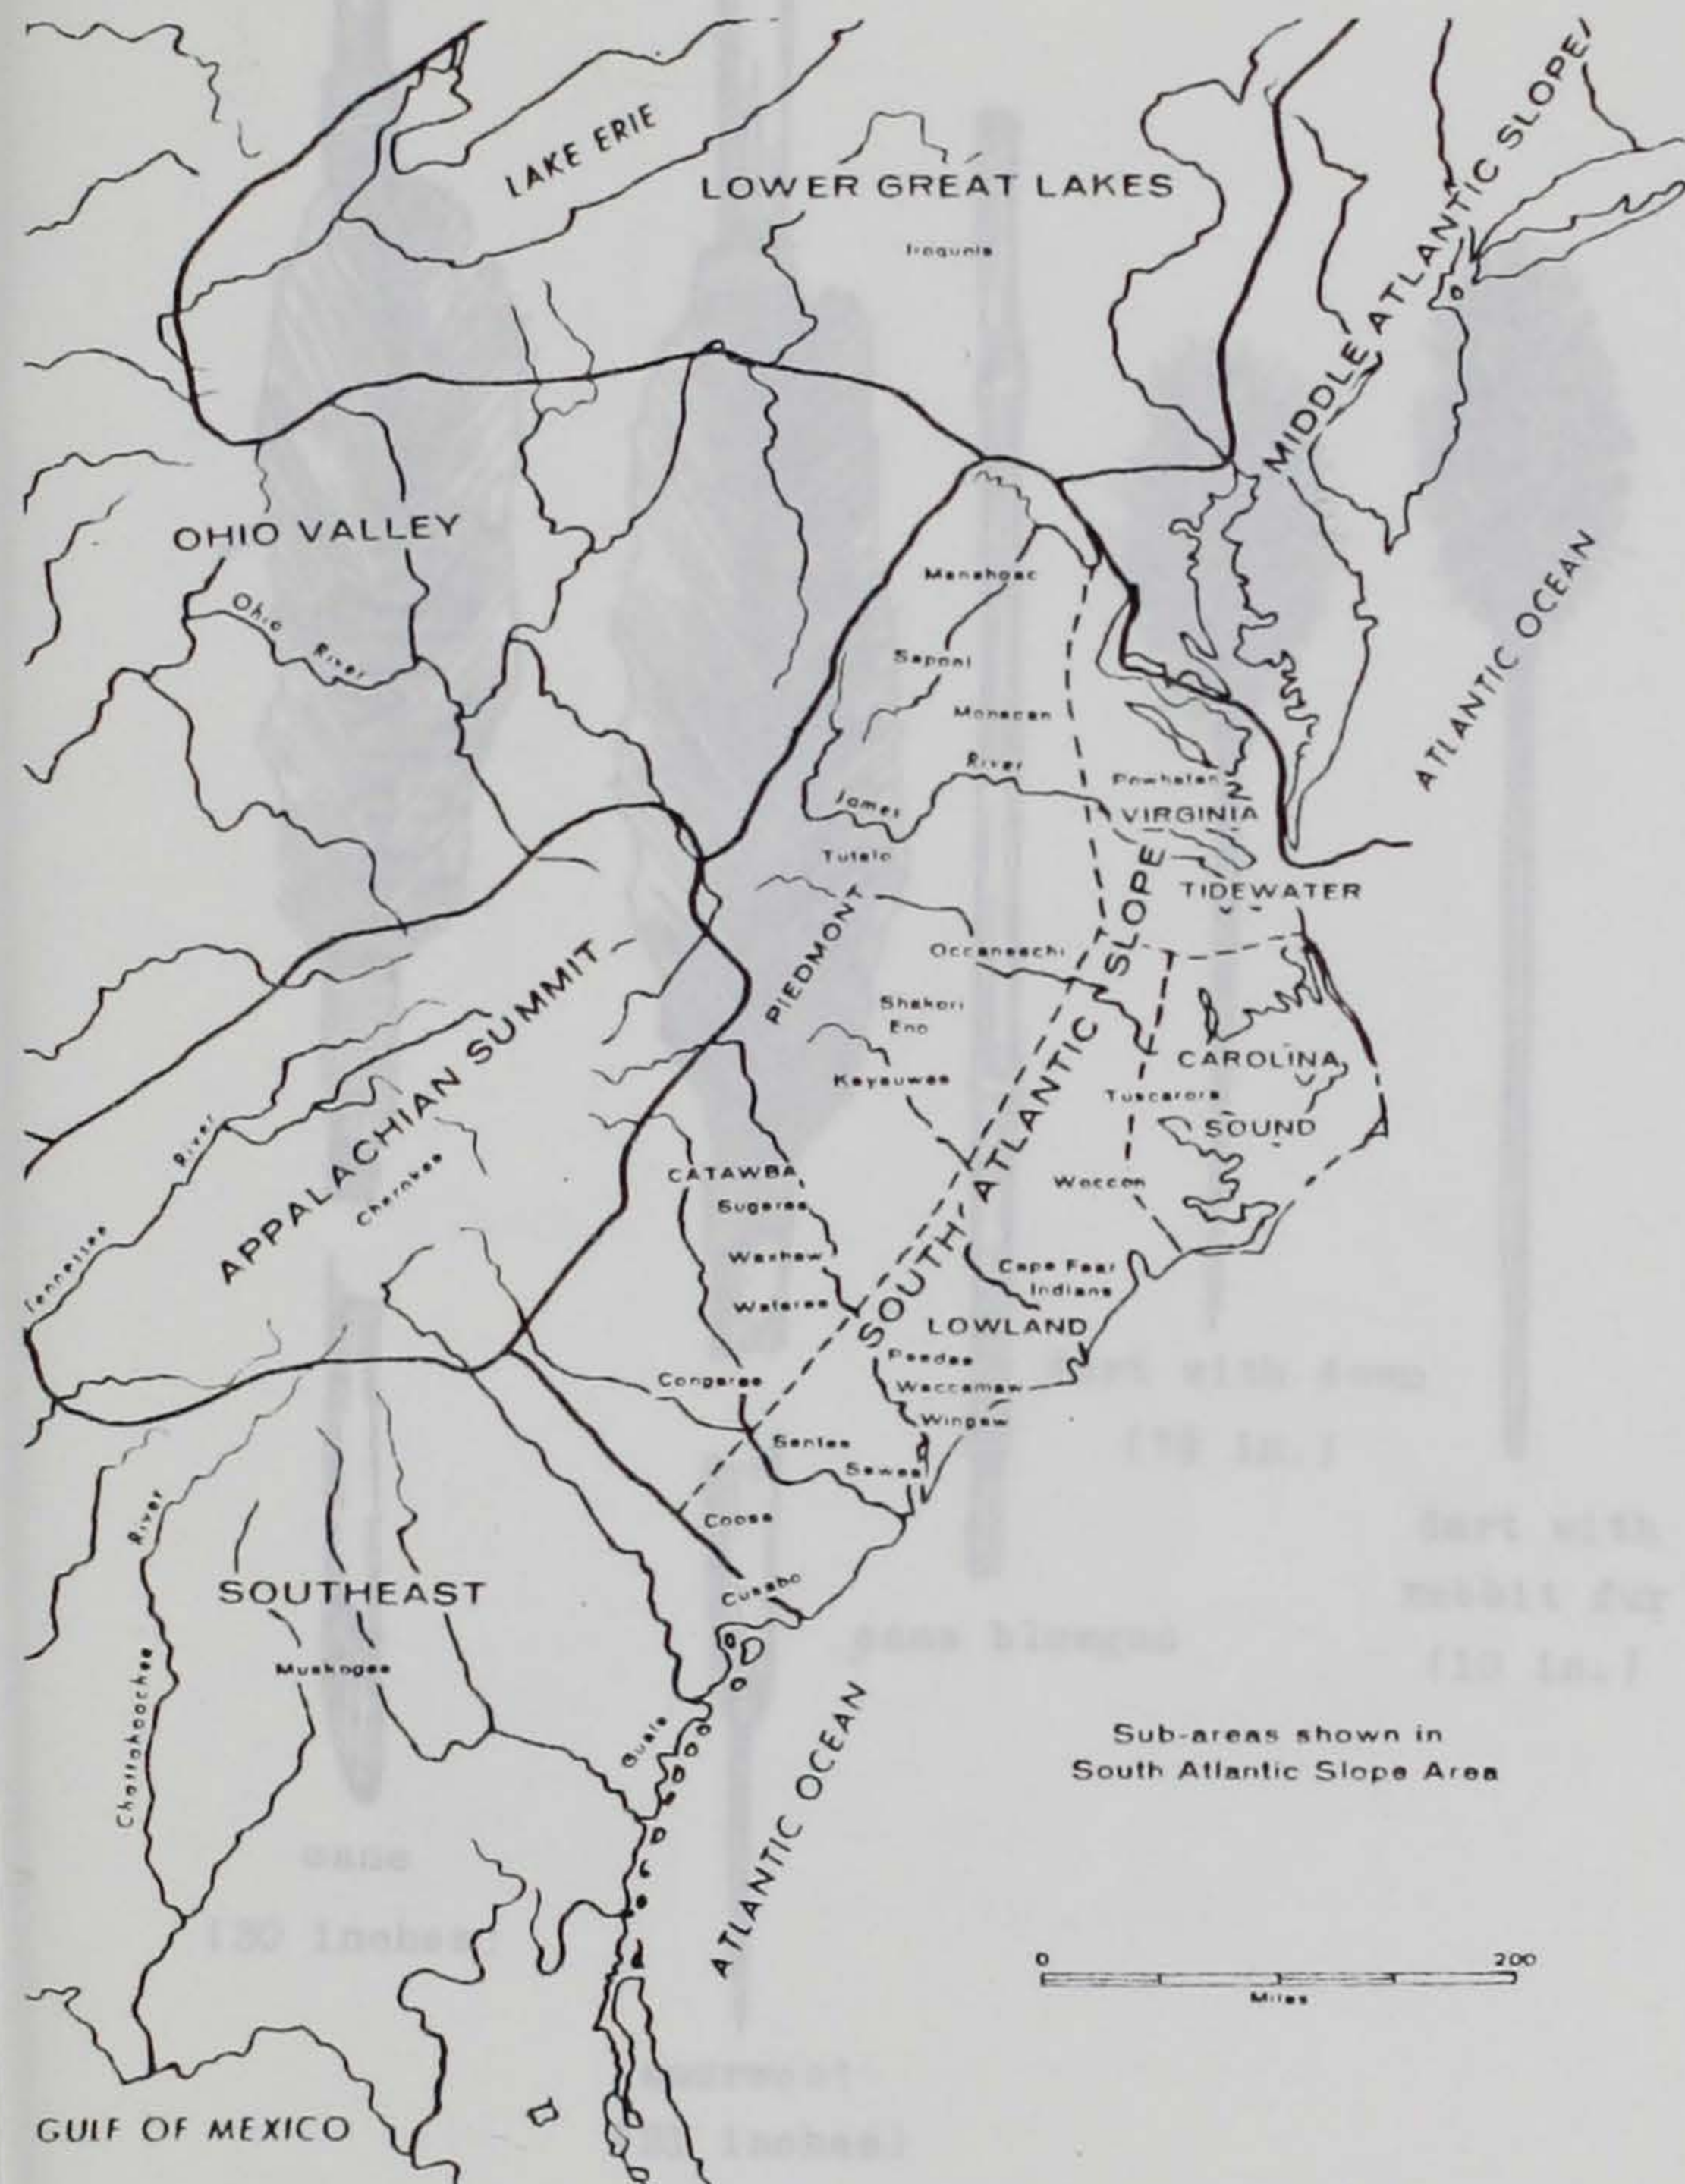 LAKE ERIE
LOWER GREAT LAKES
Iroquois
MIDDLE ATLANTIC SLOPE
OHIO VALLEY
Ohio River
ATLANTIC OCEAN
Manahoac
Saponi
Monacan
James River
Powhatan
VIRGINIA
TIDEWATER
Tutelo
PIEDMONT
Occaneechi
SOUTH ATLANTIC SLOPE
Shakori
Eno
Keyauwee
CAROLINA
SOUND
Tuscarora
Woccon
APPALACHIAN SUMMIT
Cherokee
Tennessee River
CATAWBA
Sugeree
Waxhaw
Wateree
Cape Fear
Indians
LOWLAND
Peedee
Waccamaw
Wingaw
Congaree
Santee
Sewee
Coosa
Cusabo
SOUTHEAST
Muskogee
Chattahoochee River
Guale
ATLANTIC OCEAN
Sub-areas shown in
South Atlantic Slope Area
0 200
Miles
GULF OF MEXICO